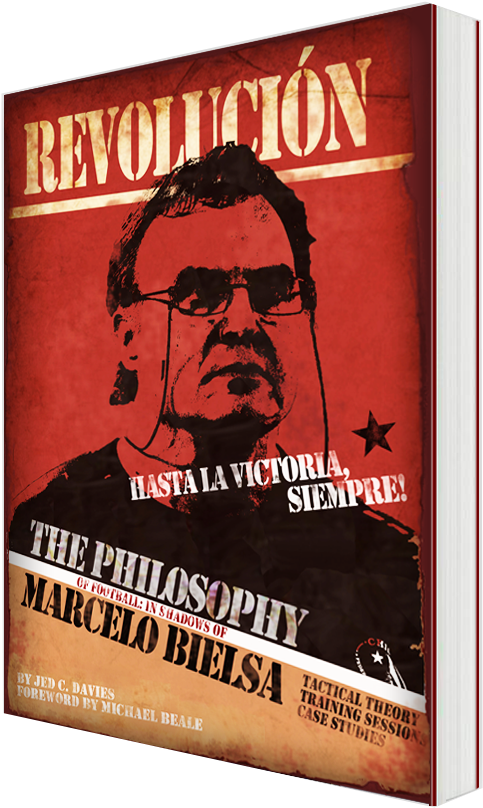 REVOLUCIÓN
HASTA LA VICTORIA,
SIEMPRE!
THE PHILOSOPHY
OF FOOTBALL: IN SHADOWS OF
MARCELO BIELSA
BY JED C. DAVIES
FOREWORD BY MICHAEL BEALE
TACTICAL THEORY
TRAINING SESSIONS
CASE STUDIES